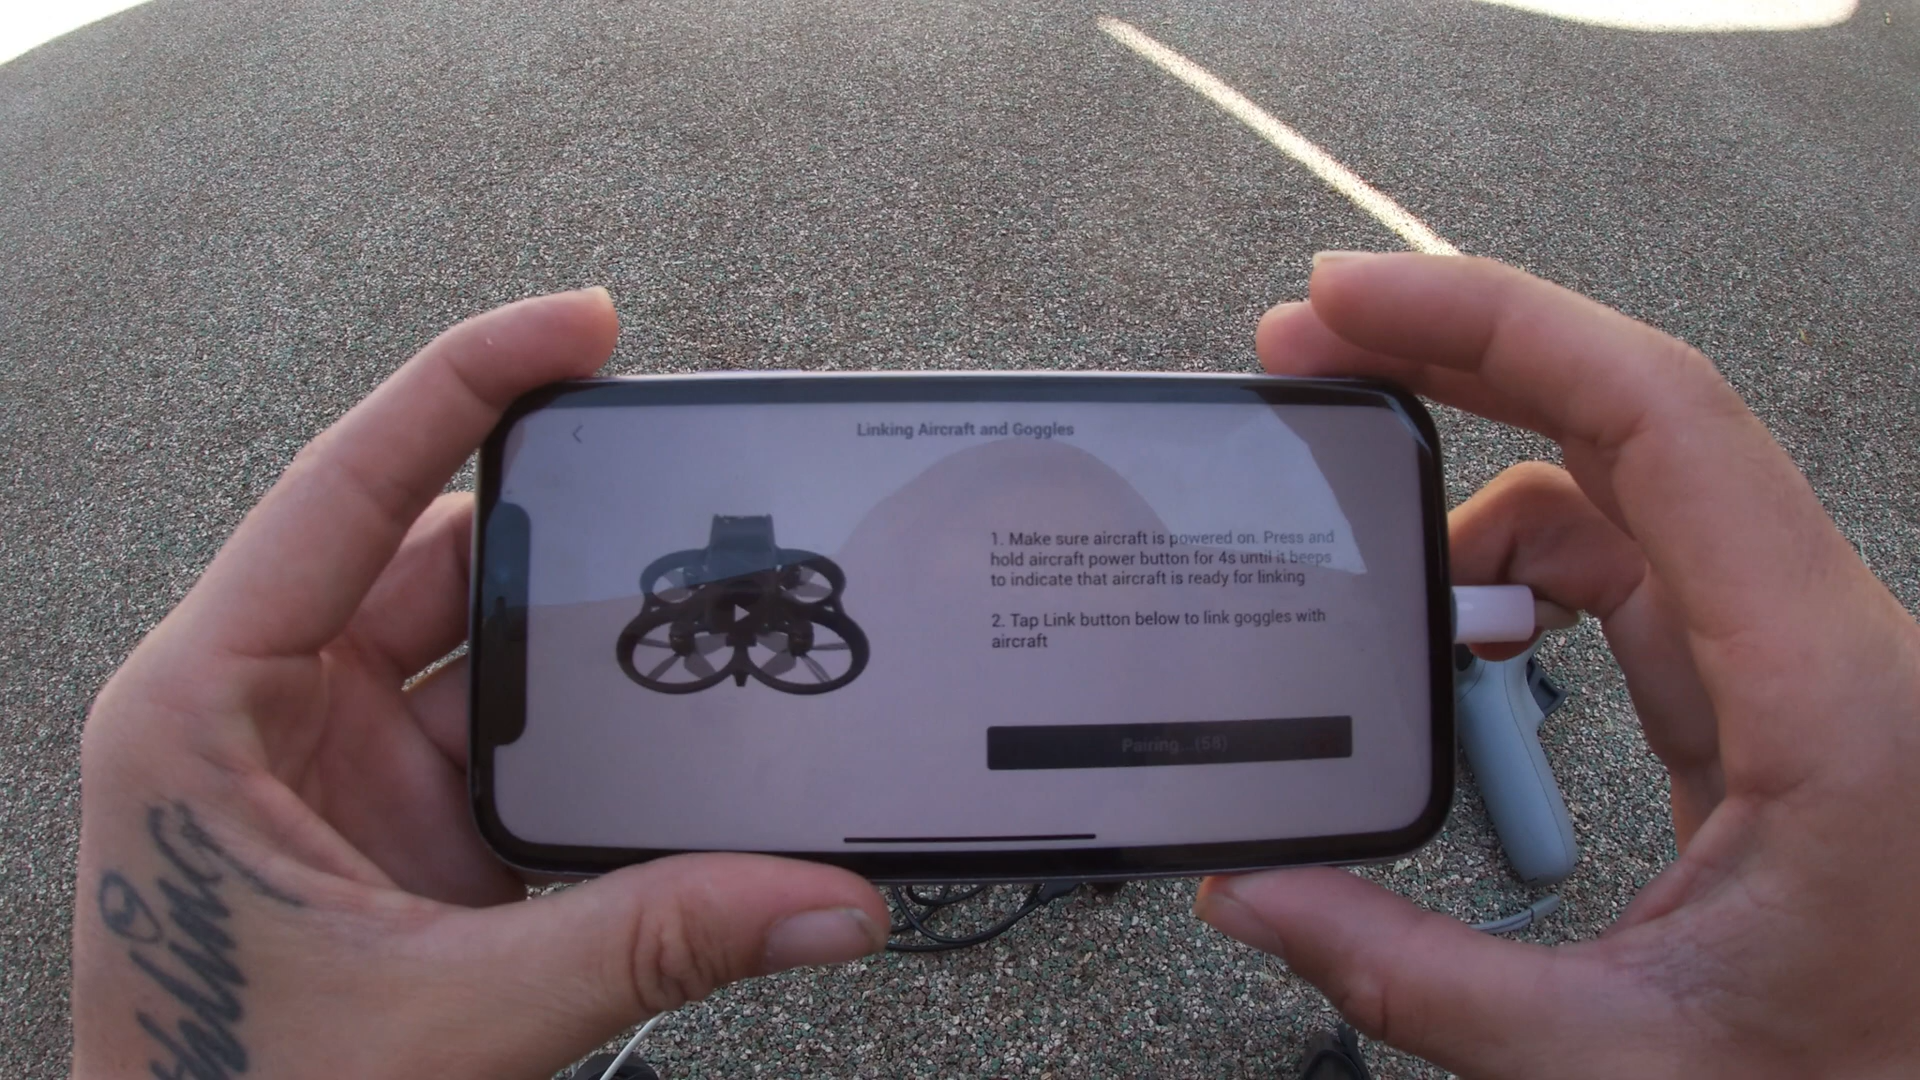 Linking Aircraft and Goggles
1. Make sure aircraft is powered on. Press and
hold aircraft power button for 4s until it beeps
to indicate that aircraft is ready for linking
2. Tap Link button below to link goggles with
aircraft
Pairing...(58)